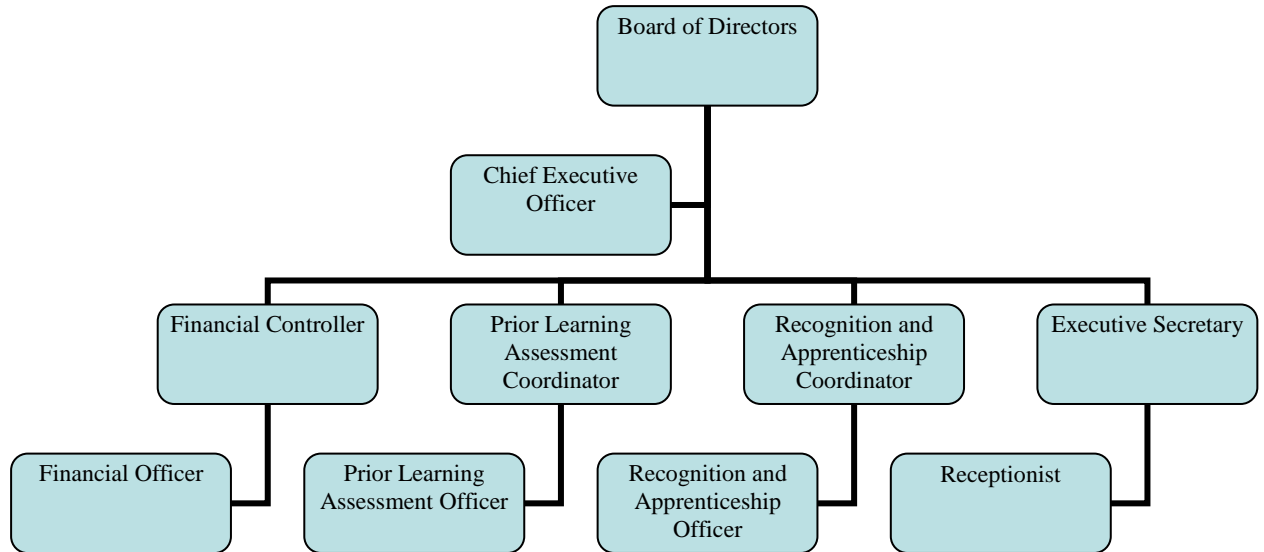 Board of Directors
Chief Executive
Officer
Financial Controller
Prior Learning
Assessment
Coordinator
Recognition and
Apprenticeship
Coordinator
Executive Secretary
Financial Officer
Prior Learning
Assessment Officer
Recognition and
Apprenticeship
Officer
Receptionist